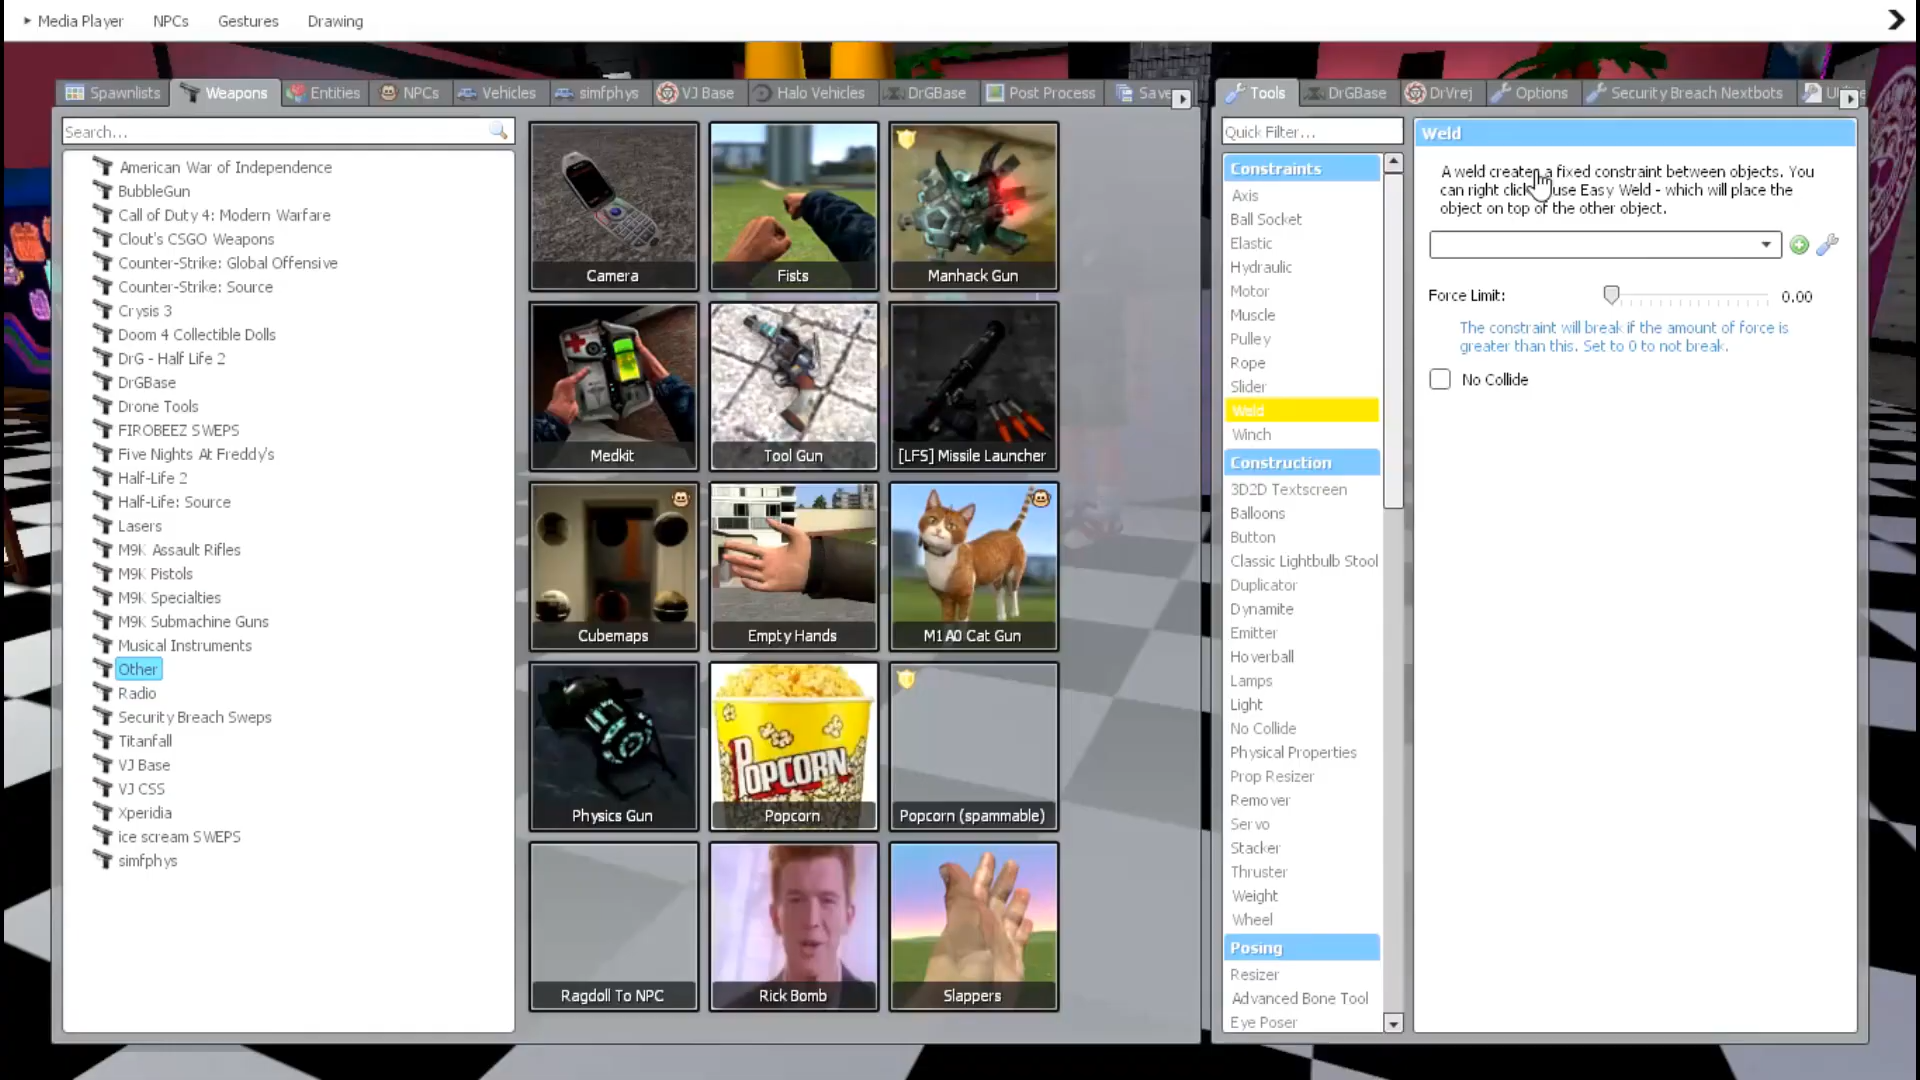 Media Player NPCs Gestures Drawing
Spawnlists Weapons Entities NPCs Vehicles simfphys VJ Base Halo Vehicles DrGBase Post Process Save
Search...
American War of Independence
BubbleGun
Call of Duty 4: Modern Warfare
Clout's CSGO Weapons
Counter-Strike: Global Offensive
Counter-Strike: Source
Crysis 3
Doom 4 Collectible Dolls
DrG - Half Life 2
DrGBase
Drone Tools
FIROBEEZ SWEPS
Five Nights At Freddy's
Half-Life 2
Half-Life: Source
Lasers
M9K Assault Rifles
M9K Pistols
M9K Specialties
M9K Submachine Guns
Musical Instruments
Other
Radio
Security Breach Sweps
Titanfall
VJ Base
VJ CSS
Xperidia
ice scream SWEPS
simfphys
Camera
Fists
Manhack Gun
Medkit
Tool Gun
[LFS] Missile Launcher
Cubemaps
Empty Hands
M1A0 Cat Gun
Physics Gun
POPCORN
Popcorn
Popcorn (spammable)
Ragdoll To NPC
Rick Bomb
Slappers
Tools DrGBase DrVrej Options Security Breach Nextbots
Quick Filter...
Constraints
Axis
Ball Socket
Elastic
Hydraulic
Motor
Muscle
Pulley
Rope
Slider
Weld
Winch
Construction
3D2D Textscreen
Balloons
Button
Classic Lightbulb Stool
Duplicator
Dynamite
Emitter
Hoverball
Lamps
Light
No Collide
Physical Properties
Prop Resizer
Remover
Servo
Stacker
Thruster
Weight
Wheel
Posing
Resizer
Advanced Bone Tool
Eye Poser
Weld
A weld creates a fixed constraint between objects. You
can right click use Easy Weld - which will place the
object on top of the other object.
Force Limit: 0.00
The constraint will break if the amount of force is
greater than this. Set to 0 to not break.
No Collide